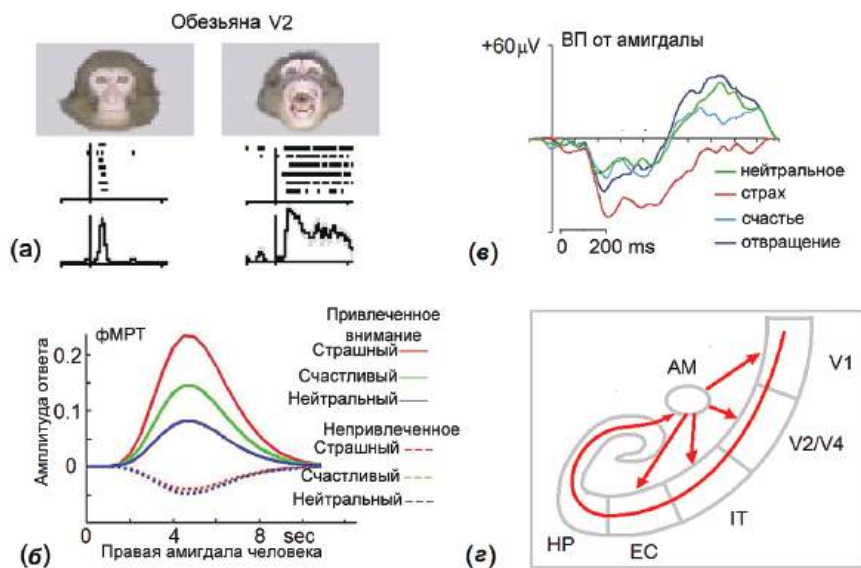 Обезьяна V2
(а)
+60μV
ВП от амигдалы
нейтральное
страх
счастье
отвращение
0 200 ms
(в)
фМРТ
Амплитуда ответа
0.2
0.1
0
Привлеченное
внимание
Страшный
Счастливый
Нейтральный
Непривлеченное
Страшный
Счастливый
Нейтральный
0 4 8 sec
Правая амигдала человека
(б)
AM
V1
V2/V4
IT
EC
HP
(г)